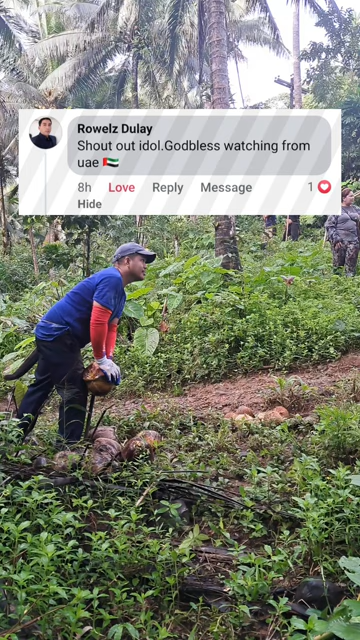 Rowelz Dulay
Shout out idol.Godbless watching from
uae 🇦🇪
8h Love Reply Message 1
Hide